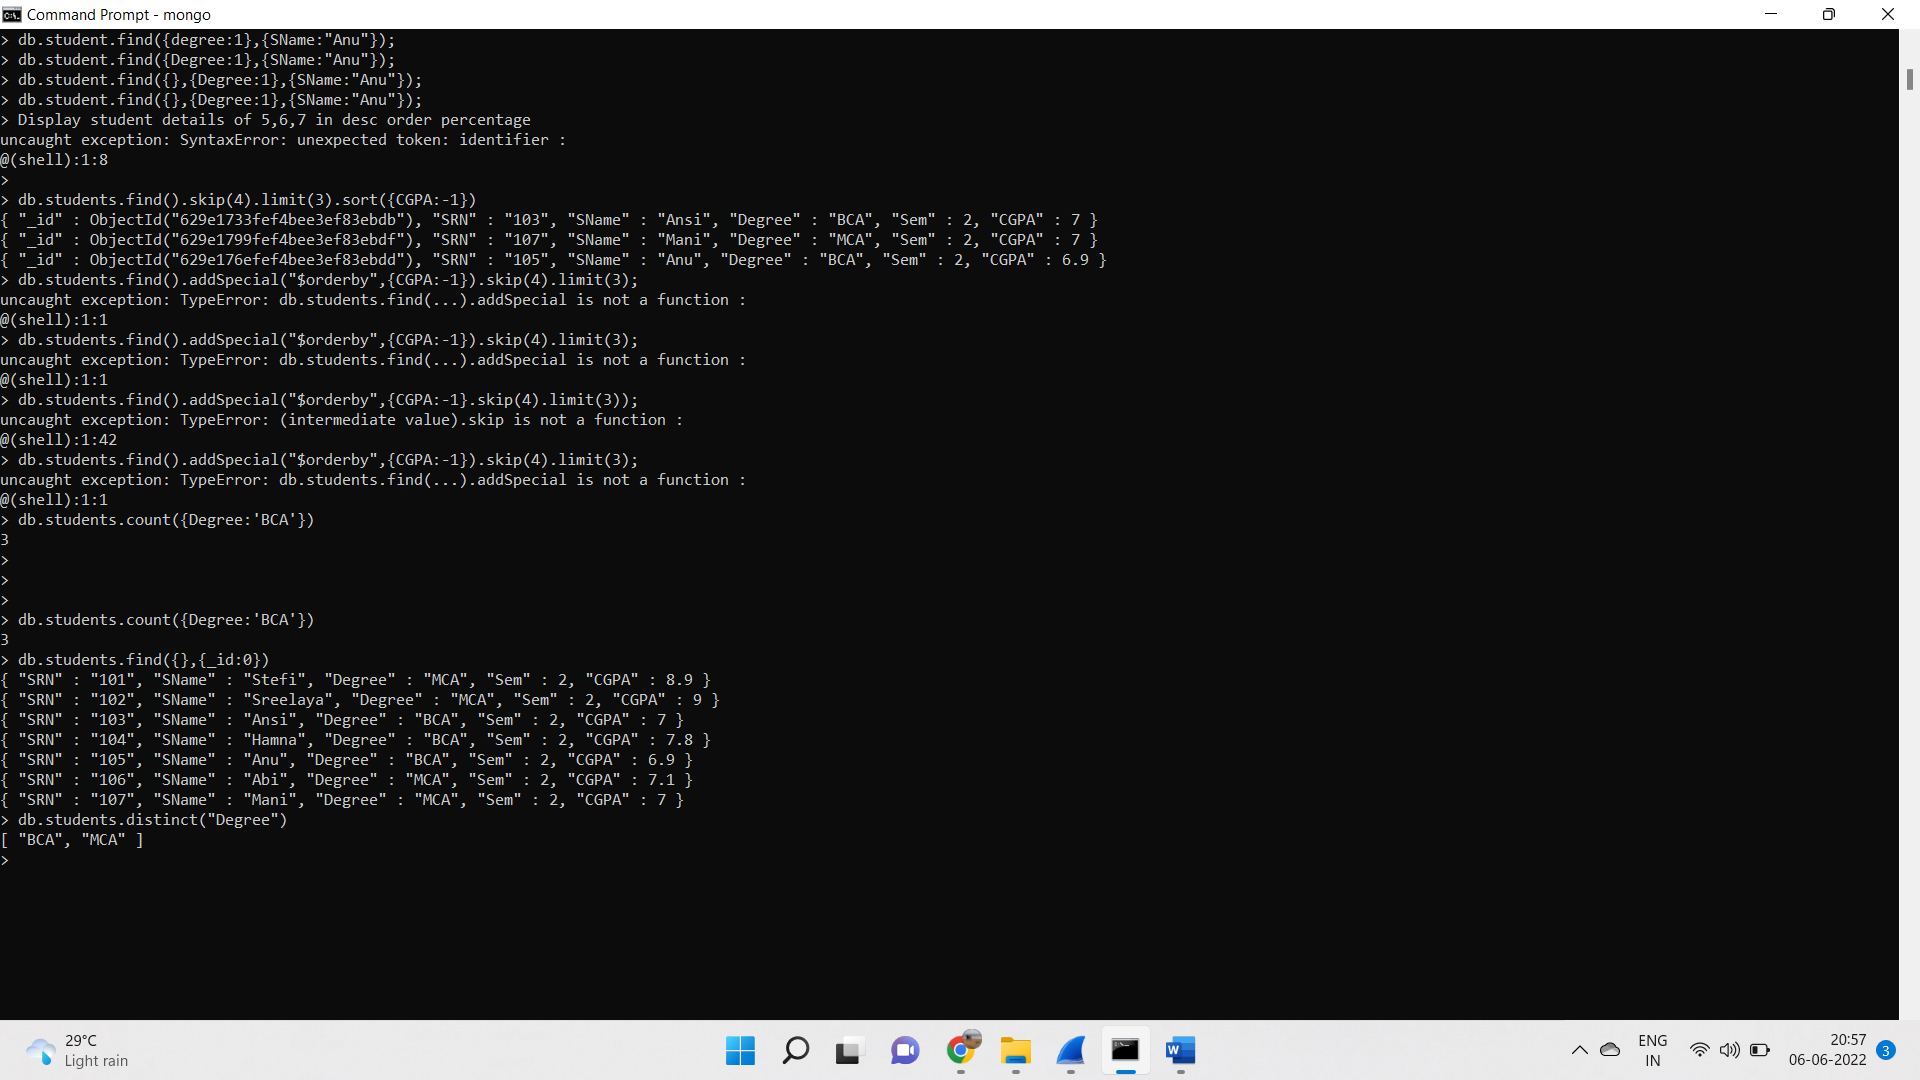 Command Prompt - mongo
> db.student.find({degree:1},{SName:"Anu"});
> db.student.find({Degree:1},{SName:"Anu"});
> db.student.find({},{Degree:1},{SName:"Anu"});
> db.student.find({},{Degree:1},{SName:"Anu"});
> Display student details of 5,6,7 in desc order percentage
uncaught exception: SyntaxError: unexpected token: identifier :
@(shell):1:8
>
> db.students.find().skip(4).limit(3).sort({CGPA:-1})
{ "_id" : ObjectId("629e1733fef4bee3ef83ebdb"), "SRN" : "103", "SName" : "Ansi", "Degree" : "BCA", "Sem" : 2, "CGPA" : 7 }
{ "_id" : ObjectId("629e1799fef4bee3ef83ebdf"), "SRN" : "107", "SName" : "Mani", "Degree" : "MCA", "Sem" : 2, "CGPA" : 7 }
{ "_id" : ObjectId("629e176efef4bee3ef83ebdd"), "SRN" : "105", "SName" : "Anu", "Degree" : "BCA", "Sem" : 2, "CGPA" : 6.9 }
> db.students.find().addSpecial("$orderby",{CGPA:-1}).skip(4).limit(3);
uncaught exception: TypeError: db.students.find(...).addSpecial is not a function :
@(shell):1:1
> db.students.find().addSpecial("$orderby",{CGPA:-1}).skip(4).limit(3);
uncaught exception: TypeError: db.students.find(...).addSpecial is not a function :
@(shell):1:1
> db.students.find().addSpecial("$orderby",{CGPA:-1}.skip(4).limit(3));
uncaught exception: TypeError: (intermediate value).skip is not a function :
@(shell):1:42
> db.students.find().addSpecial("$orderby",{CGPA:-1}).skip(4).limit(3);
uncaught exception: TypeError: db.students.find(...).addSpecial is not a function :
@(shell):1:1
> db.students.count({Degree:'BCA'})
3
>
>
>
> db.students.count({Degree:'BCA'})
3
> db.students.find({},{_id:0})
{ "SRN" : "101", "SName" : "Stefi", "Degree" : "MCA", "Sem" : 2, "CGPA" : 8.9 }
{ "SRN" : "102", "SName" : "Sreelaya", "Degree" : "MCA", "Sem" : 2, "CGPA" : 9 }
{ "SRN" : "103", "SName" : "Ansi", "Degree" : "BCA", "Sem" : 2, "CGPA" : 7 }
{ "SRN" : "104", "SName" : "Hamna", "Degree" : "BCA", "Sem" : 2, "CGPA" : 7.8 }
{ "SRN" : "105", "SName" : "Anu", "Degree" : "BCA", "Sem" : 2, "CGPA" : 6.9 }
{ "SRN" : "106", "SName" : "Abi", "Degree" : "MCA", "Sem" : 2, "CGPA" : 7.1 }
{ "SRN" : "107", "SName" : "Mani", "Degree" : "MCA", "Sem" : 2, "CGPA" : 7 }
> db.students.distinct("Degree")
[ "BCA", "MCA" ]
>
29°C
Light rain
ENG
IN
20:57
06-06-2022
3